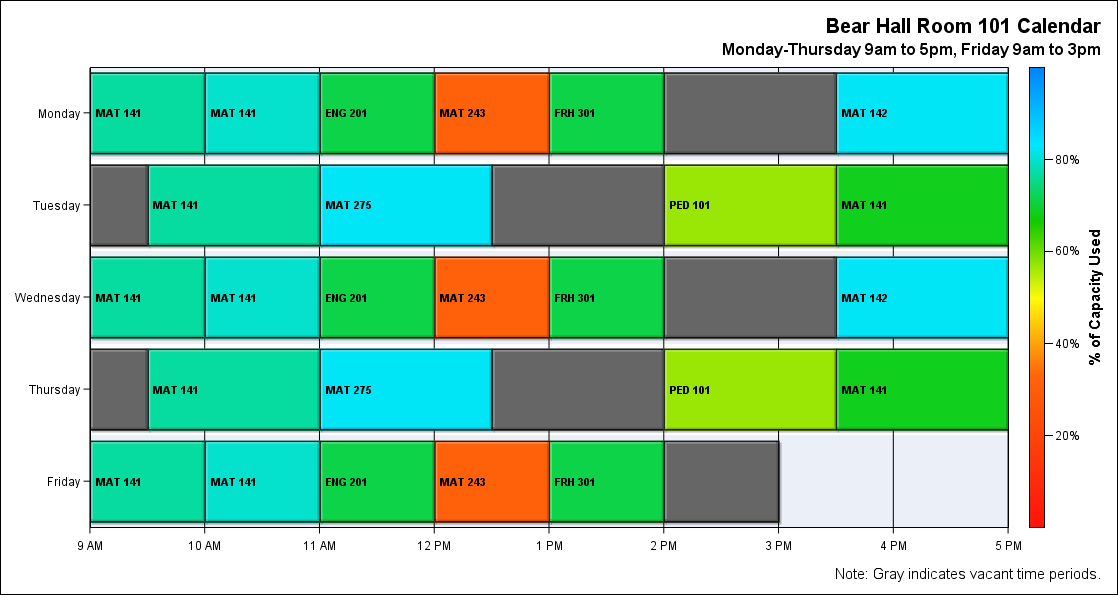 Bear Hall Room 101 Calendar
Monday-Thursday 9am to 5pm, Friday 9am to 3pm
Monday
MAT 141
MAT 141
ENG 201
MAT 243
FRH 301
MAT 142
Tuesday
MAT 141
MAT 275
PED 101
MAT 141
Wednesday
MAT 141
MAT 141
ENG 201
MAT 243
FRH 301
MAT 142
Thursday
MAT 141
MAT 275
PED 101
MAT 141
Friday
MAT 141
MAT 141
ENG 201
MAT 243
FRH 301
9 AM
10 AM
11 AM
12 PM
1 PM
2 PM
3 PM
4 PM
5 PM
80%
60%
40%
20%
% of Capacity Used
Note: Gray indicates vacant time periods.